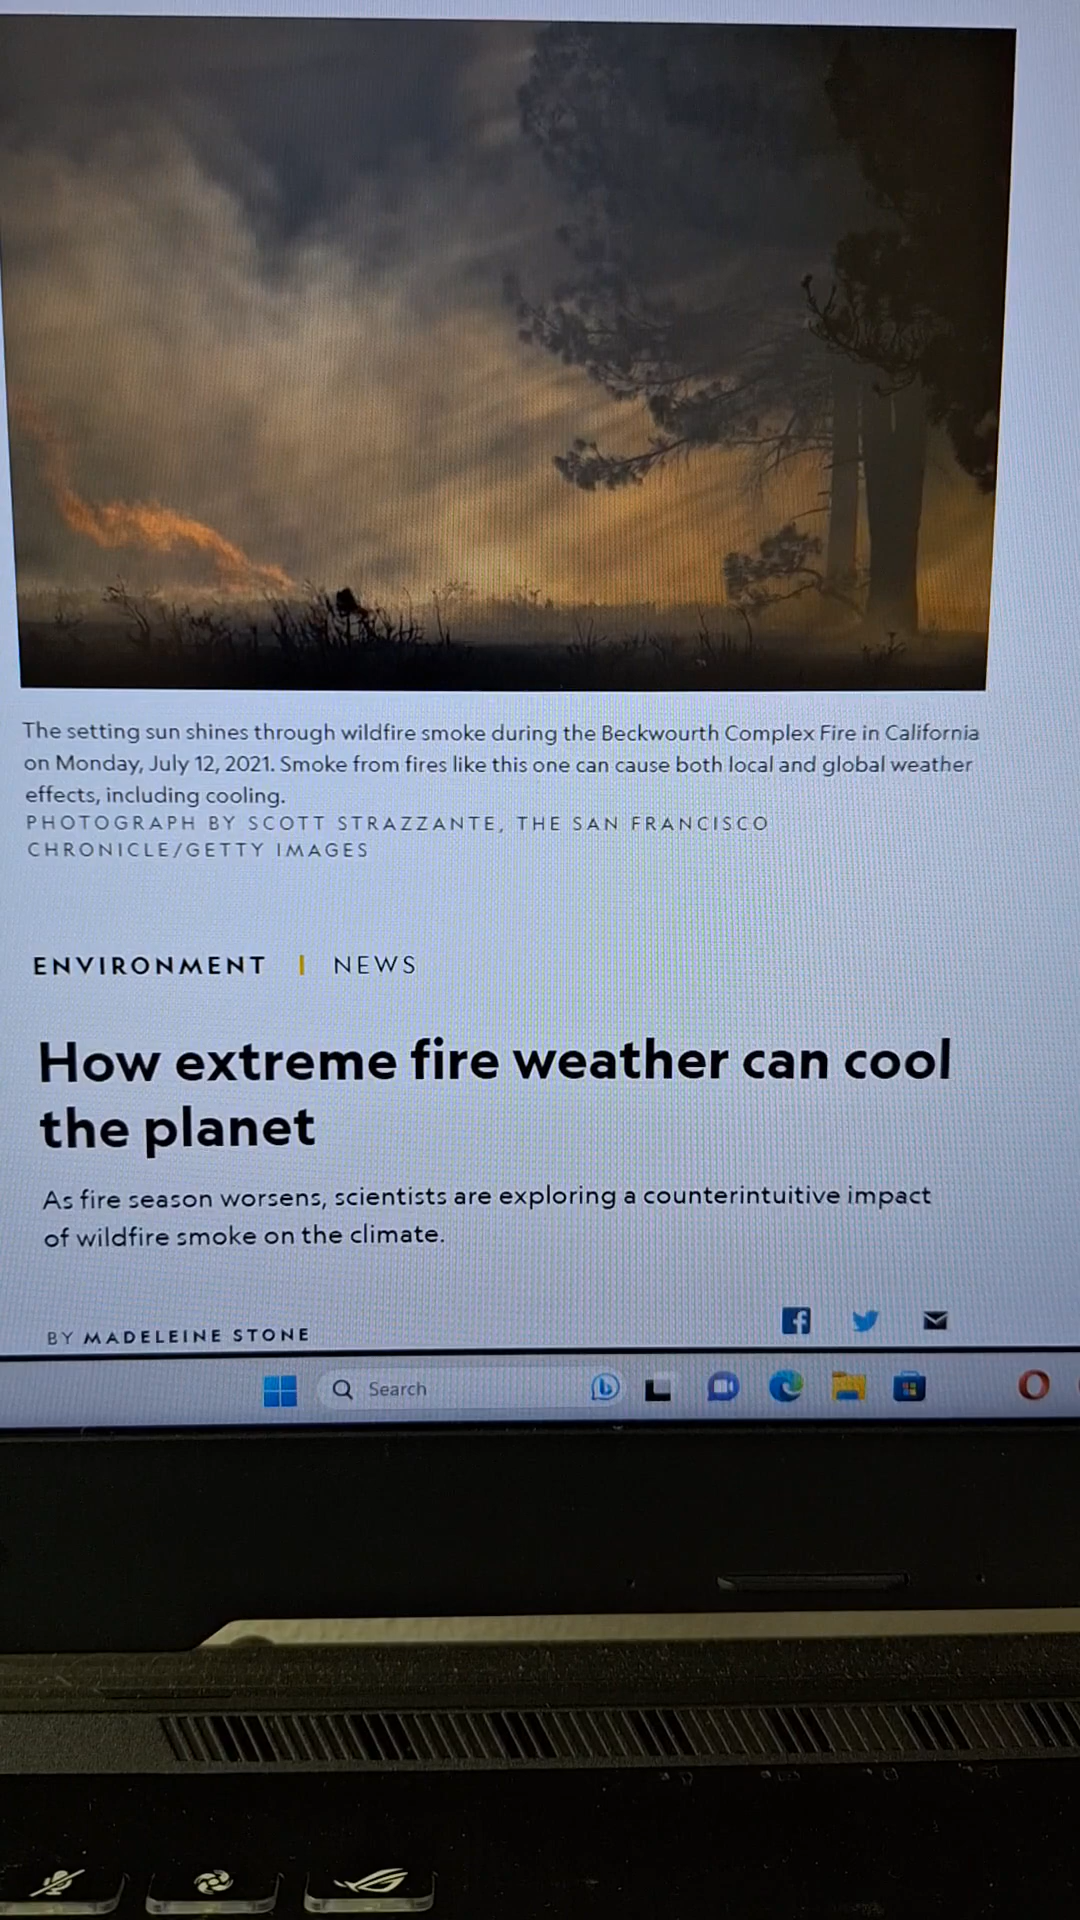 The setting sun shines through wildfire smoke during the Beckwourth Complex Fire in California
on Monday, July 12, 2021. Smoke from fires like this one can cause both local and global weather
effects, including cooling.
PHOTOGRAPH BY SCOTT STRAZZANTE, THE SAN FRANCISCO
CHRONICLE/GETTY IMAGES
ENVIRONMENT | NEWS
How extreme fire weather can cool
the planet
As fire season worsens, scientists are exploring a counterintuitive impact
of wildfire smoke on the climate.
BY MADELEINE STONE
Search